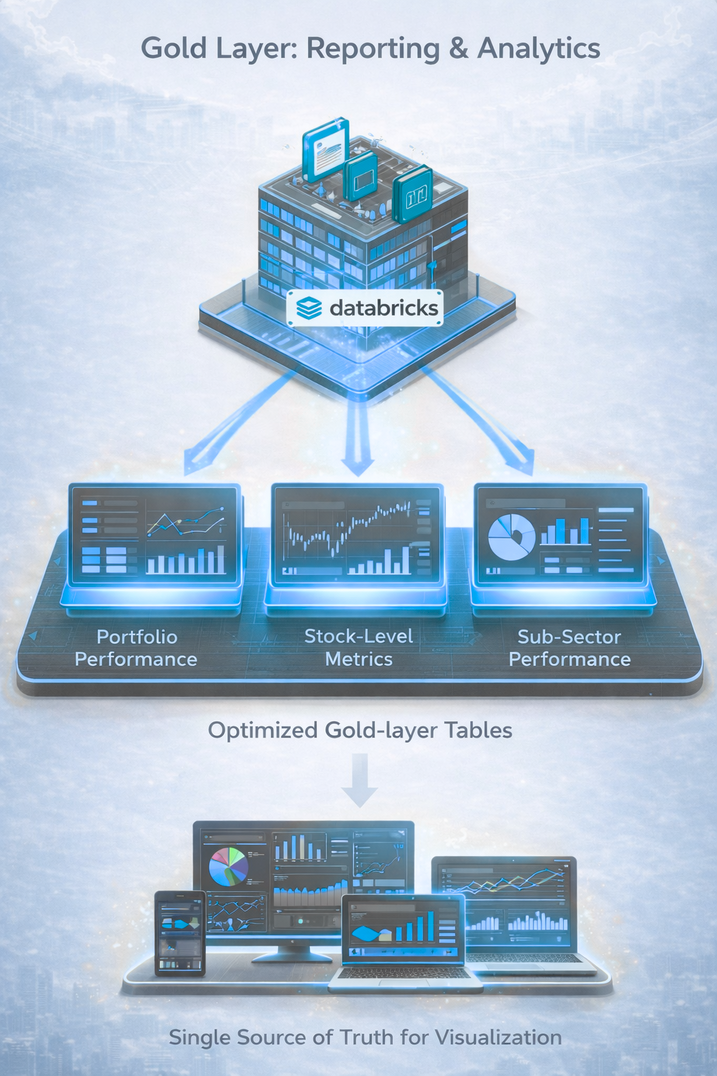 Gold Layer: Reporting & Analytics
databricks
Portfolio
Performance
Stock-Level
Metrics
Sub-Sector
Performance
Optimized Gold-layer Tables
Single Source of Truth for Visualization